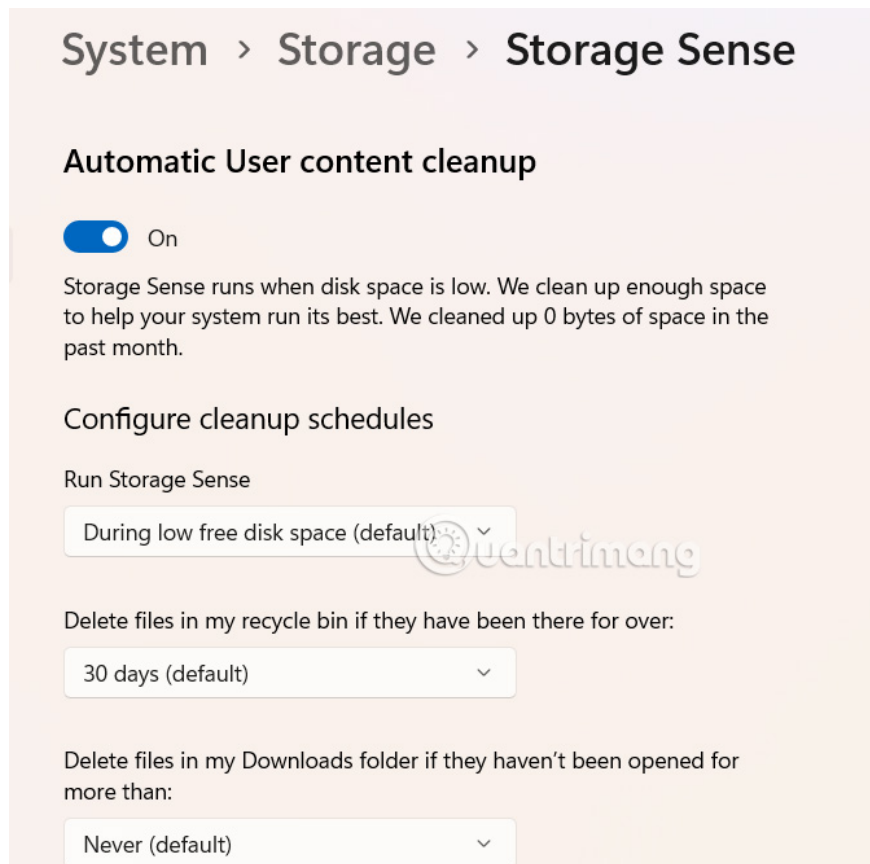 System > Storage > Storage Sense
Automatic User content cleanup
On
Storage Sense runs when disk space is low. We clean up enough space
to help your system run its best. We cleaned up 0 bytes of space in the
past month.
Configure cleanup schedules
Run Storage Sense
During low free disk space (default)
Quantrimang
Delete files in my recycle bin if they have been there for over:
30 days (default)
Delete files in my Downloads folder if they haven't been opened for
more than:
Never (default)